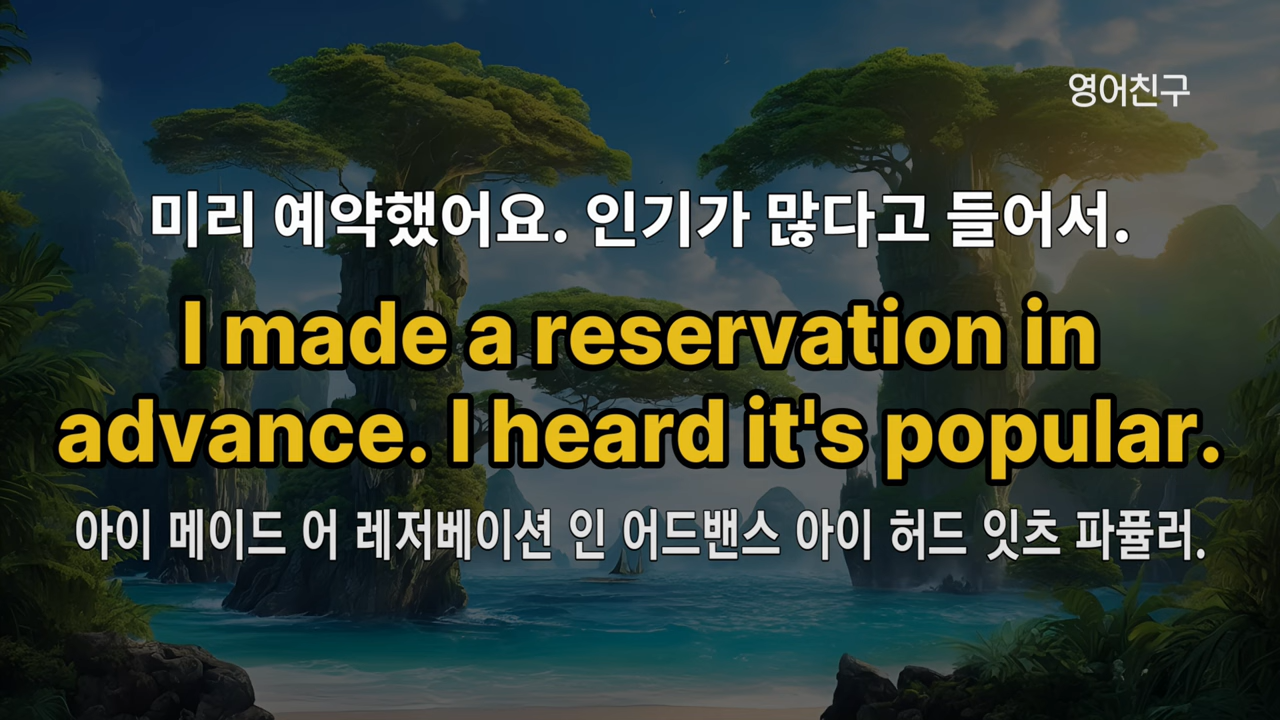 영어친구
미리 예약했어요. 인기가 많다고 들어서.
I made a reservation in
advance. I heard it's popular.
아이 메이드 어 레저베이션 인 어드밴스 아이 허드 잇츠 파퓰러.